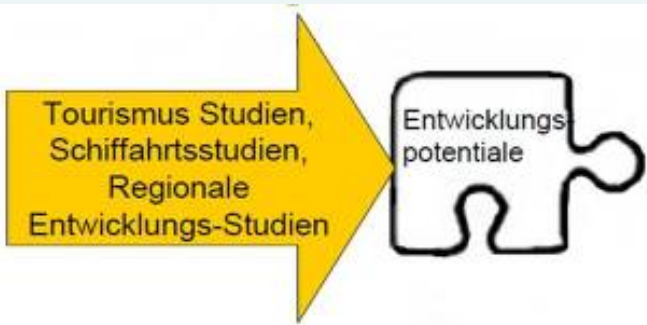 Tourismus Studien,
Schiffahrtsstudien,
Regionale
Entwicklungs-Studien
Entwicklungs-
potentiale